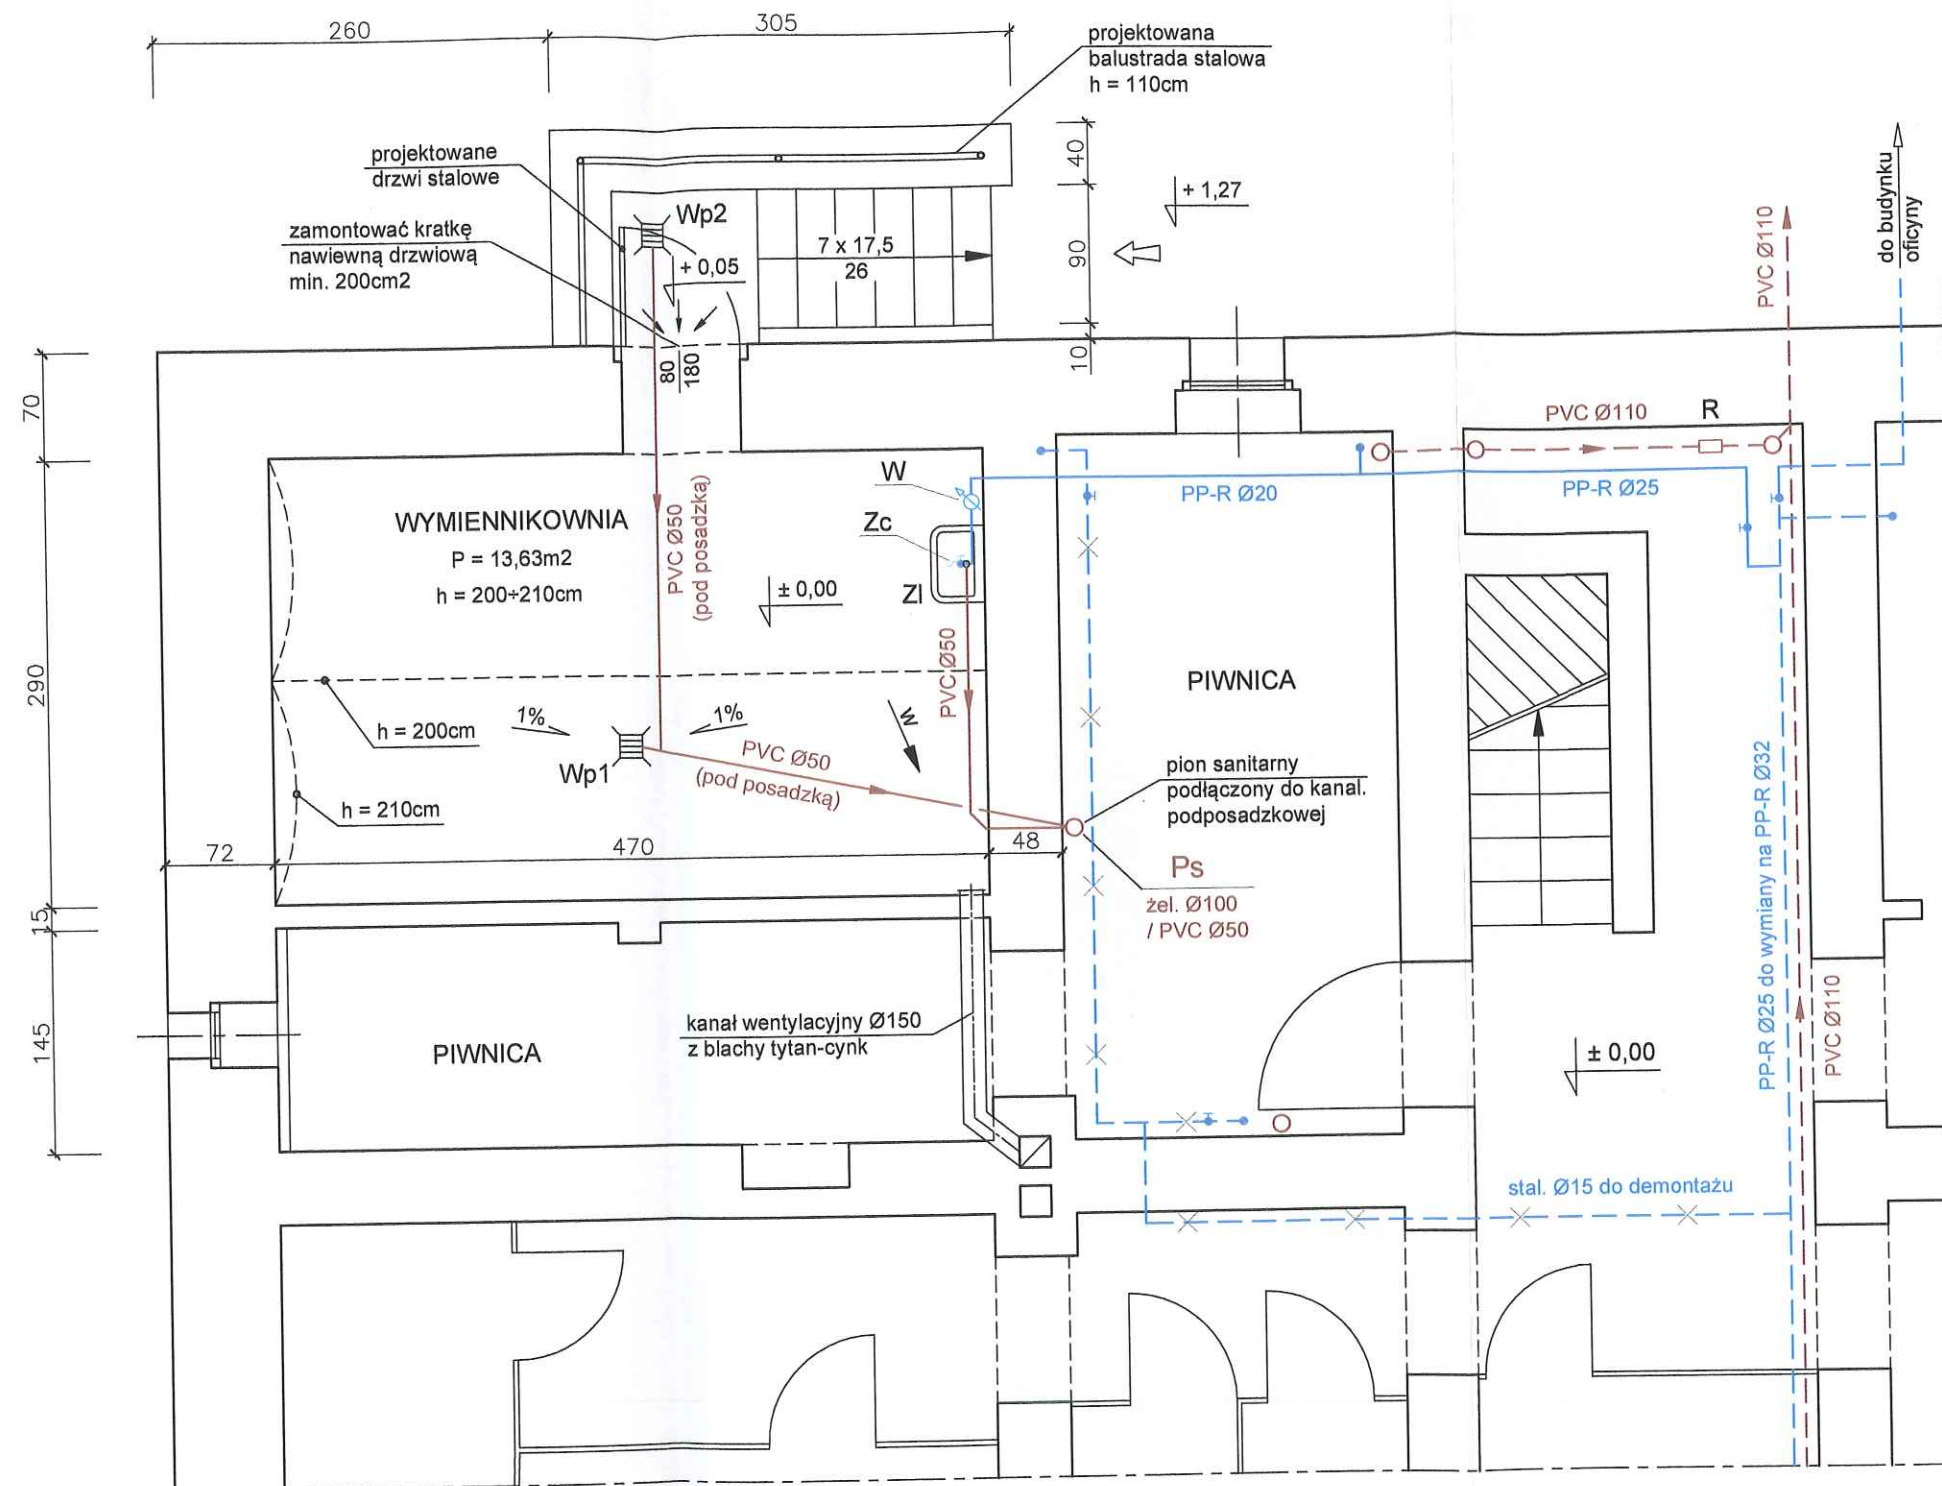 260
305
projektowana
balustrada stalowa
h = 110cm
projektowane
drzwi stalowe
zamontować kratkę
nawiewną drzwiową
min. 200cm2
Wp2
+ 0,05
7 x 17,5
26
40
90
10
+ 1,27
PVC Ø110
do budynku
oficyny
80
180
70
290
15
145
WYMIENNIKOWNIA
P = 13,63m2
h = 200÷210cm
PVC Ø50
(pod posadzką)
W
Zc
Zl
± 0,00
PVC Ø50
PP-R Ø20
PVC Ø110
R
PP-R Ø25
PIWNICA
h = 200cm
h = 210cm
1%
1%
Wp1
PVC Ø50
(pod posadzką)
W
pion sanitarny
podłączony do kanal.
podposadzkowej
72
470
48
Ps
żel. Ø100
/ PVC Ø50
PP-R Ø25 do wymiany na PP-R Ø32
PVC Ø110
PIWNICA
kanał wentylacyjny Ø150
z blachy tytan-cynk
± 0,00
stal. Ø15 do demontażu